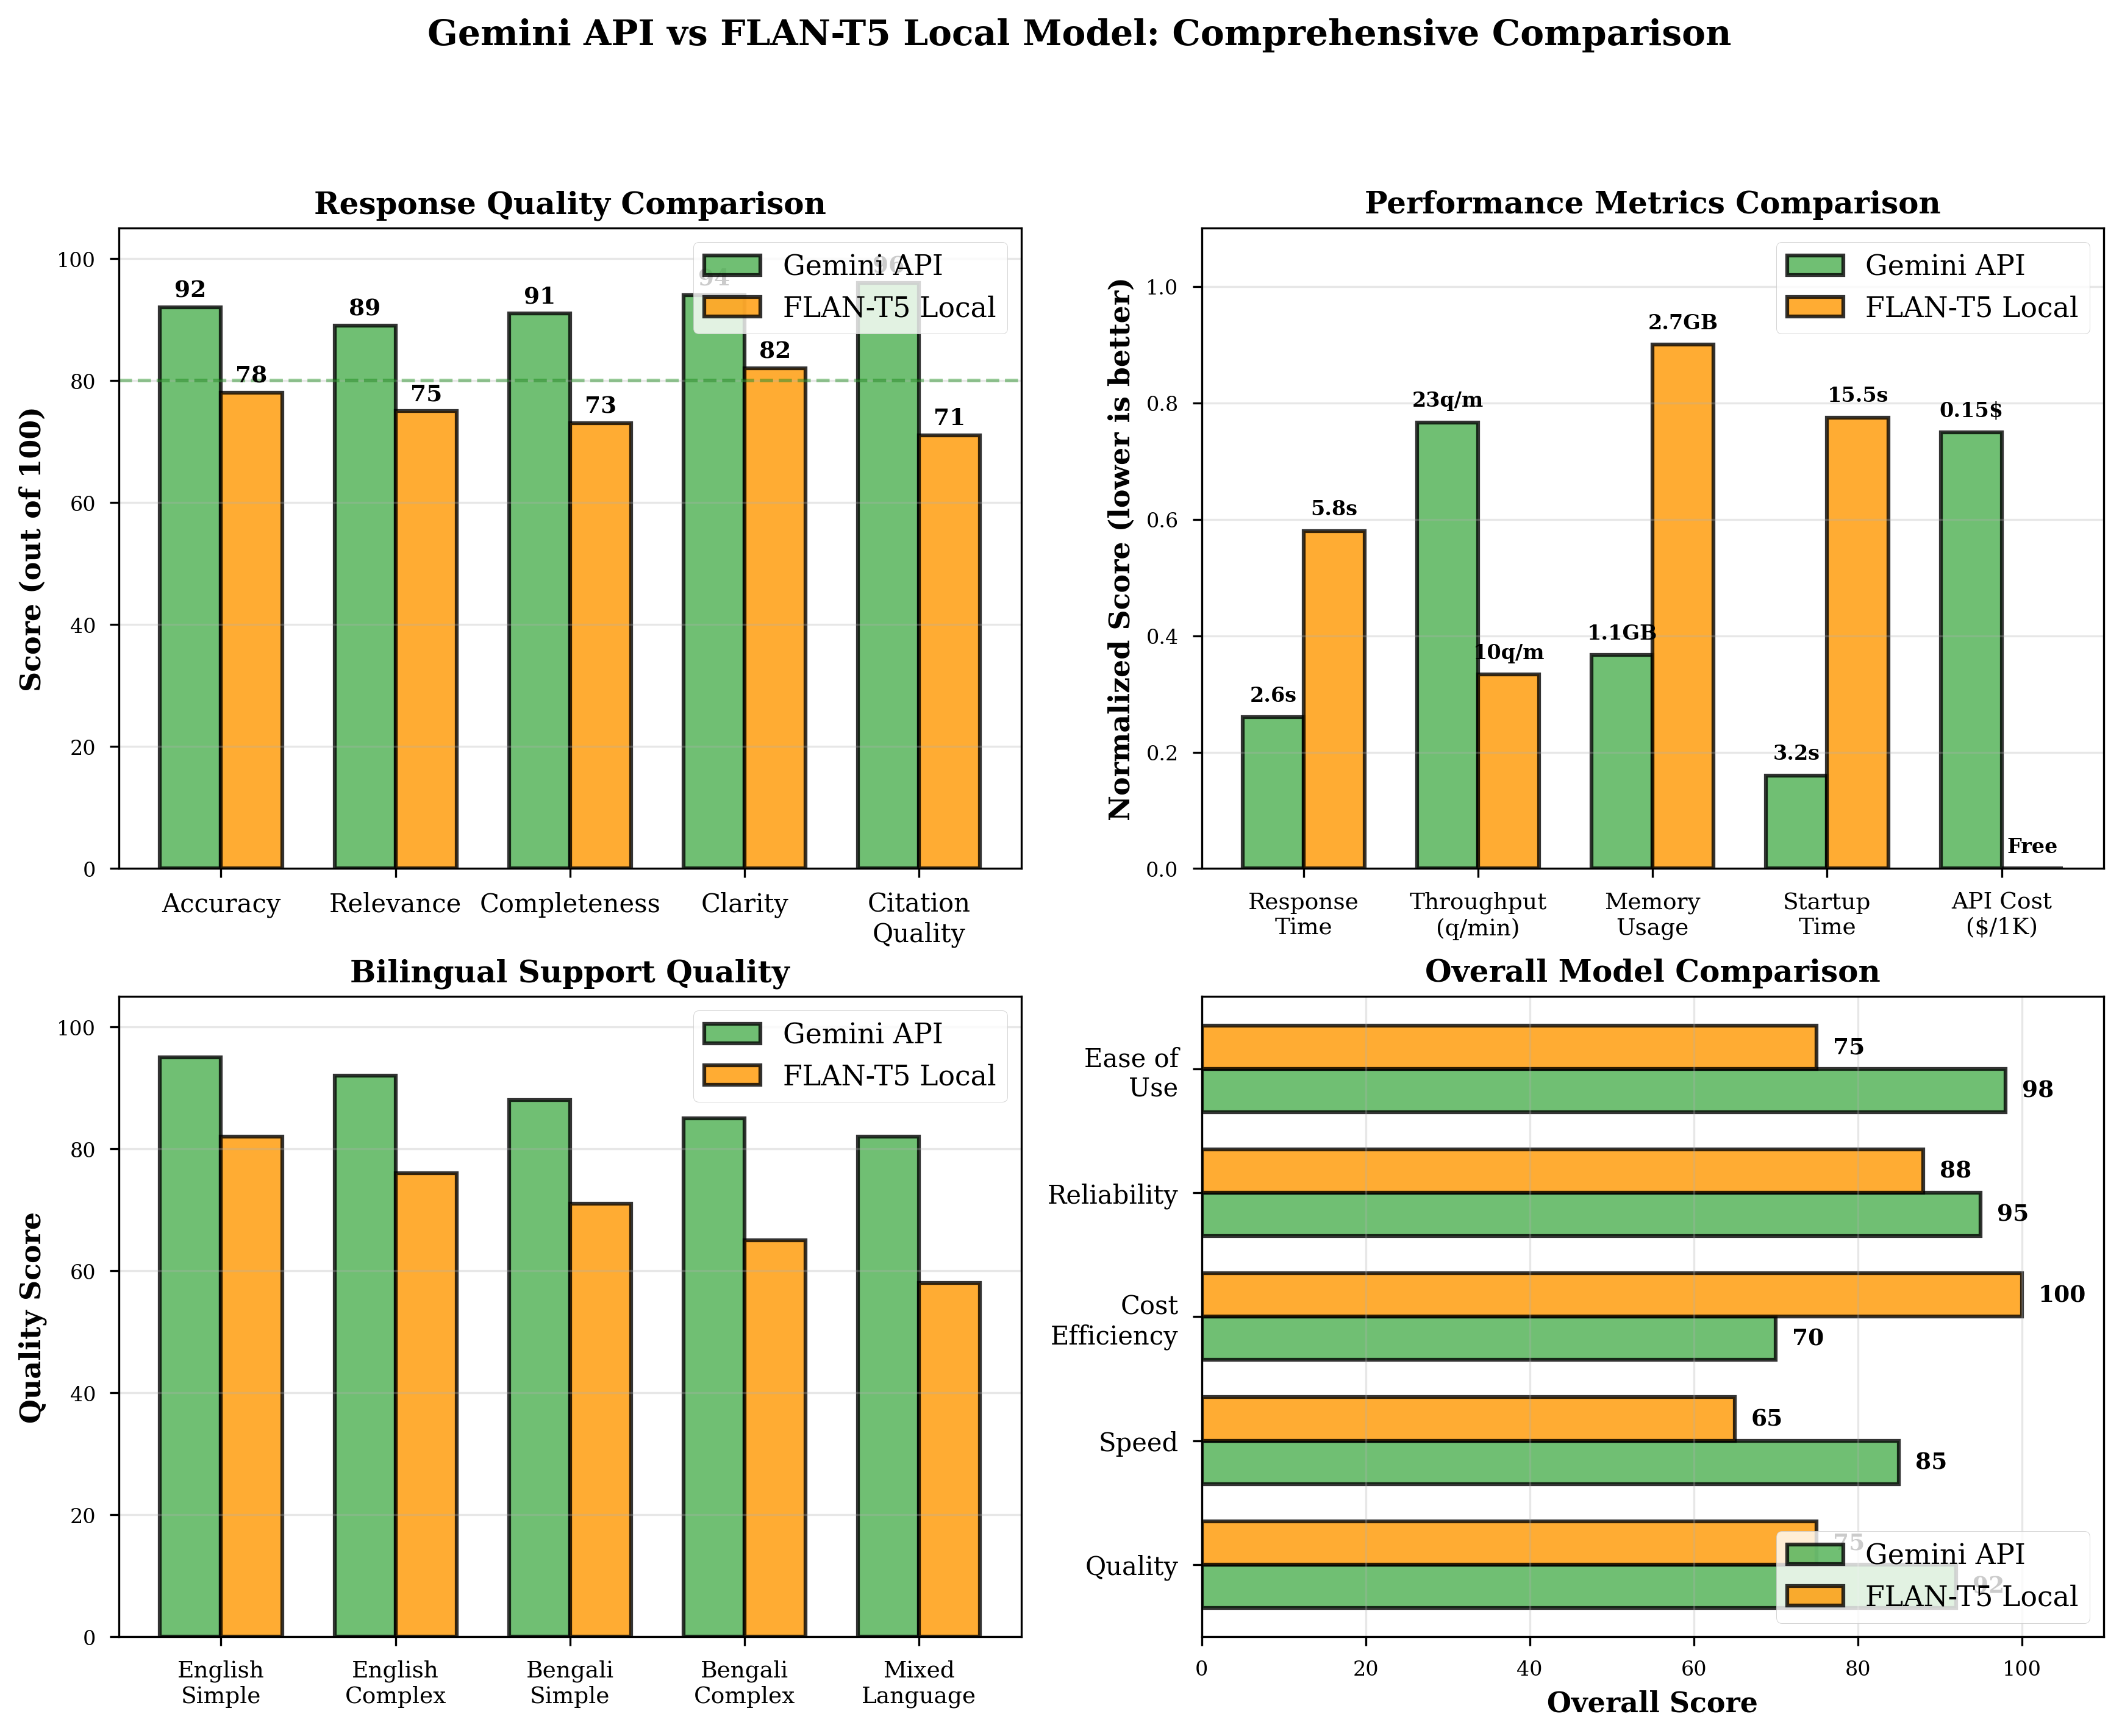 Gemini API vs FLAN-T5 Local Model: Comprehensive Comparison
Response Quality Comparison
Score (out of 100)
100
80
60
40
20
0
92
78
89
75
91
73
94
82
96
71
Gemini API
FLAN-T5 Local
Accuracy
Relevance
Completeness
Clarity
Citation
Quality
Performance Metrics Comparison
Normalized Score (lower is better)
1.0
0.8
0.6
0.4
0.2
0.0
2.6s
5.8s
23q/m
10q/m
1.1GB
2.7GB
3.2s
15.5s
0.15$
Free
Gemini API
FLAN-T5 Local
Response
Time
Throughput
(q/min)
Memory
Usage
Startup
Time
API Cost
($/1K)
Bilingual Support Quality
Quality Score
100
80
60
40
20
0
Gemini API
FLAN-T5 Local
English
Simple
English
Complex
Bengali
Simple
Bengali
Complex
Mixed
Language
Overall Model Comparison
Ease of
Use
75
98
Reliability
88
95
Cost
Efficiency
100
70
Speed
65
85
Quality
75
92
Gemini API
FLAN-T5 Local
0
20
40
60
80
100
Overall Score